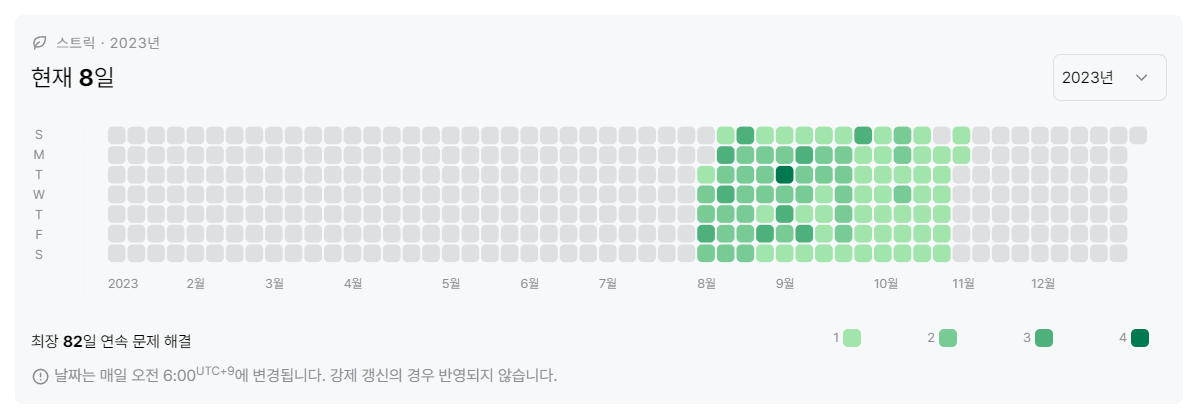 스트릭 · 2023년
현재 8일
2023년
S
M
T
W
T
F
S
2023 2월 3월 4월 5월 6월 7월 8월 9월 10월 11월 12월
최장 82일 연속 문제 해결
1 2 3 4
날짜는 매일 오전 6:00UTC+9에 변경됩니다. 강제 갱신의 경우 반영되지 않습니다.